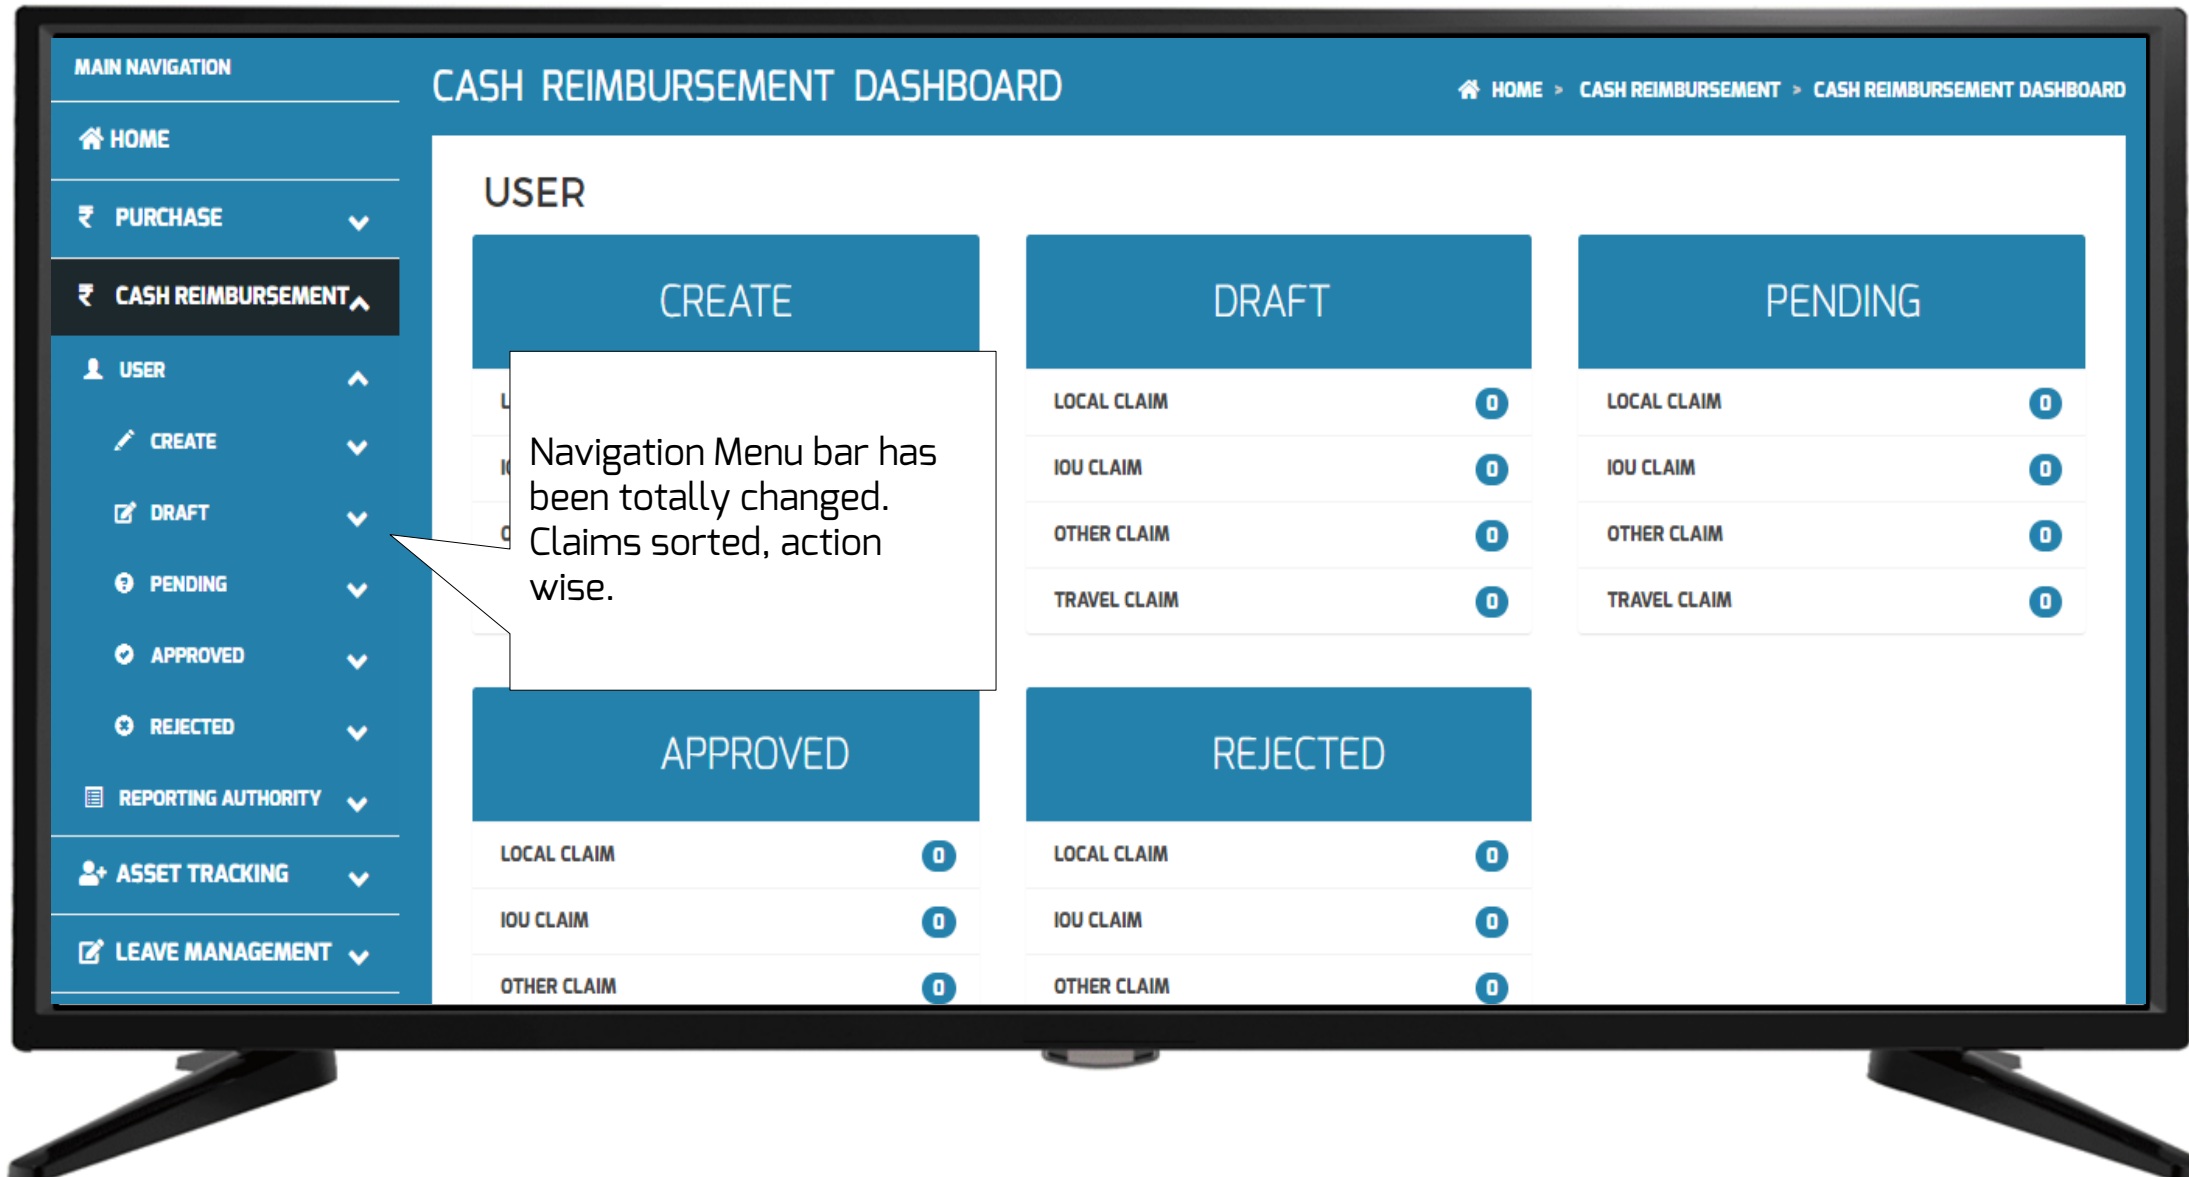 MAIN NAVIGATION
HOME
₹ PURCHASE
₹ CASH REIMBURSEMENT
USER
CREATE
DRAFT
PENDING
APPROVED
REJECTED
REPORTING AUTHORITY
ASSET TRACKING
LEAVE MANAGEMENT
CASH REIMBURSEMENT DASHBOARD
HOME > CASH REIMBURSEMENT > CASH REIMBURSEMENT DASHBOARD
USER
CREATE
Navigation Menu bar has
been totally changed.
Claims sorted, action
wise.
DRAFT
LOCAL CLAIM 0
IOU CLAIM 0
OTHER CLAIM 0
TRAVEL CLAIM 0
PENDING
LOCAL CLAIM 0
IOU CLAIM 0
OTHER CLAIM 0
TRAVEL CLAIM 0
APPROVED
LOCAL CLAIM 0
IOU CLAIM 0
OTHER CLAIM 0
REJECTED
LOCAL CLAIM 0
IOU CLAIM 0
OTHER CLAIM 0